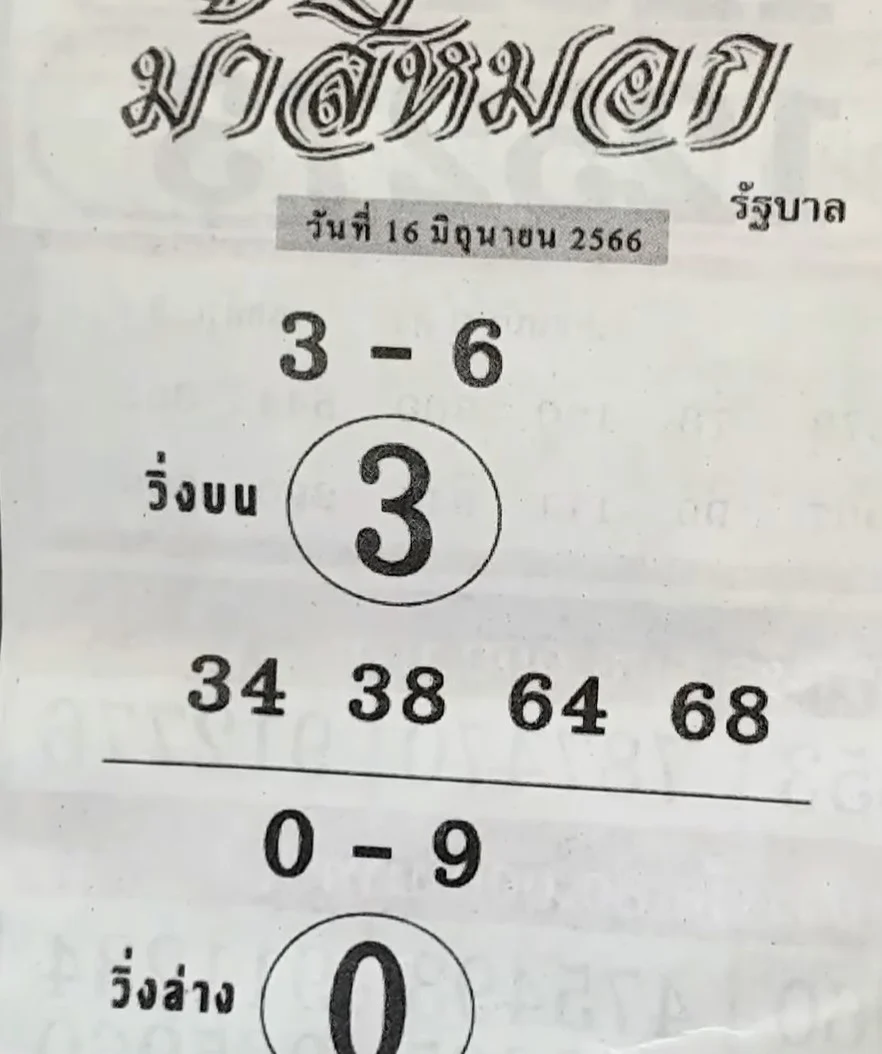 ม้าสีหมอก
รัฐบาล
วันที่ 16 มิถุนายน 2566
3 - 6
วิ่งบน 3
34 38 64 68
0 - 9
วิ่งล่าง 0